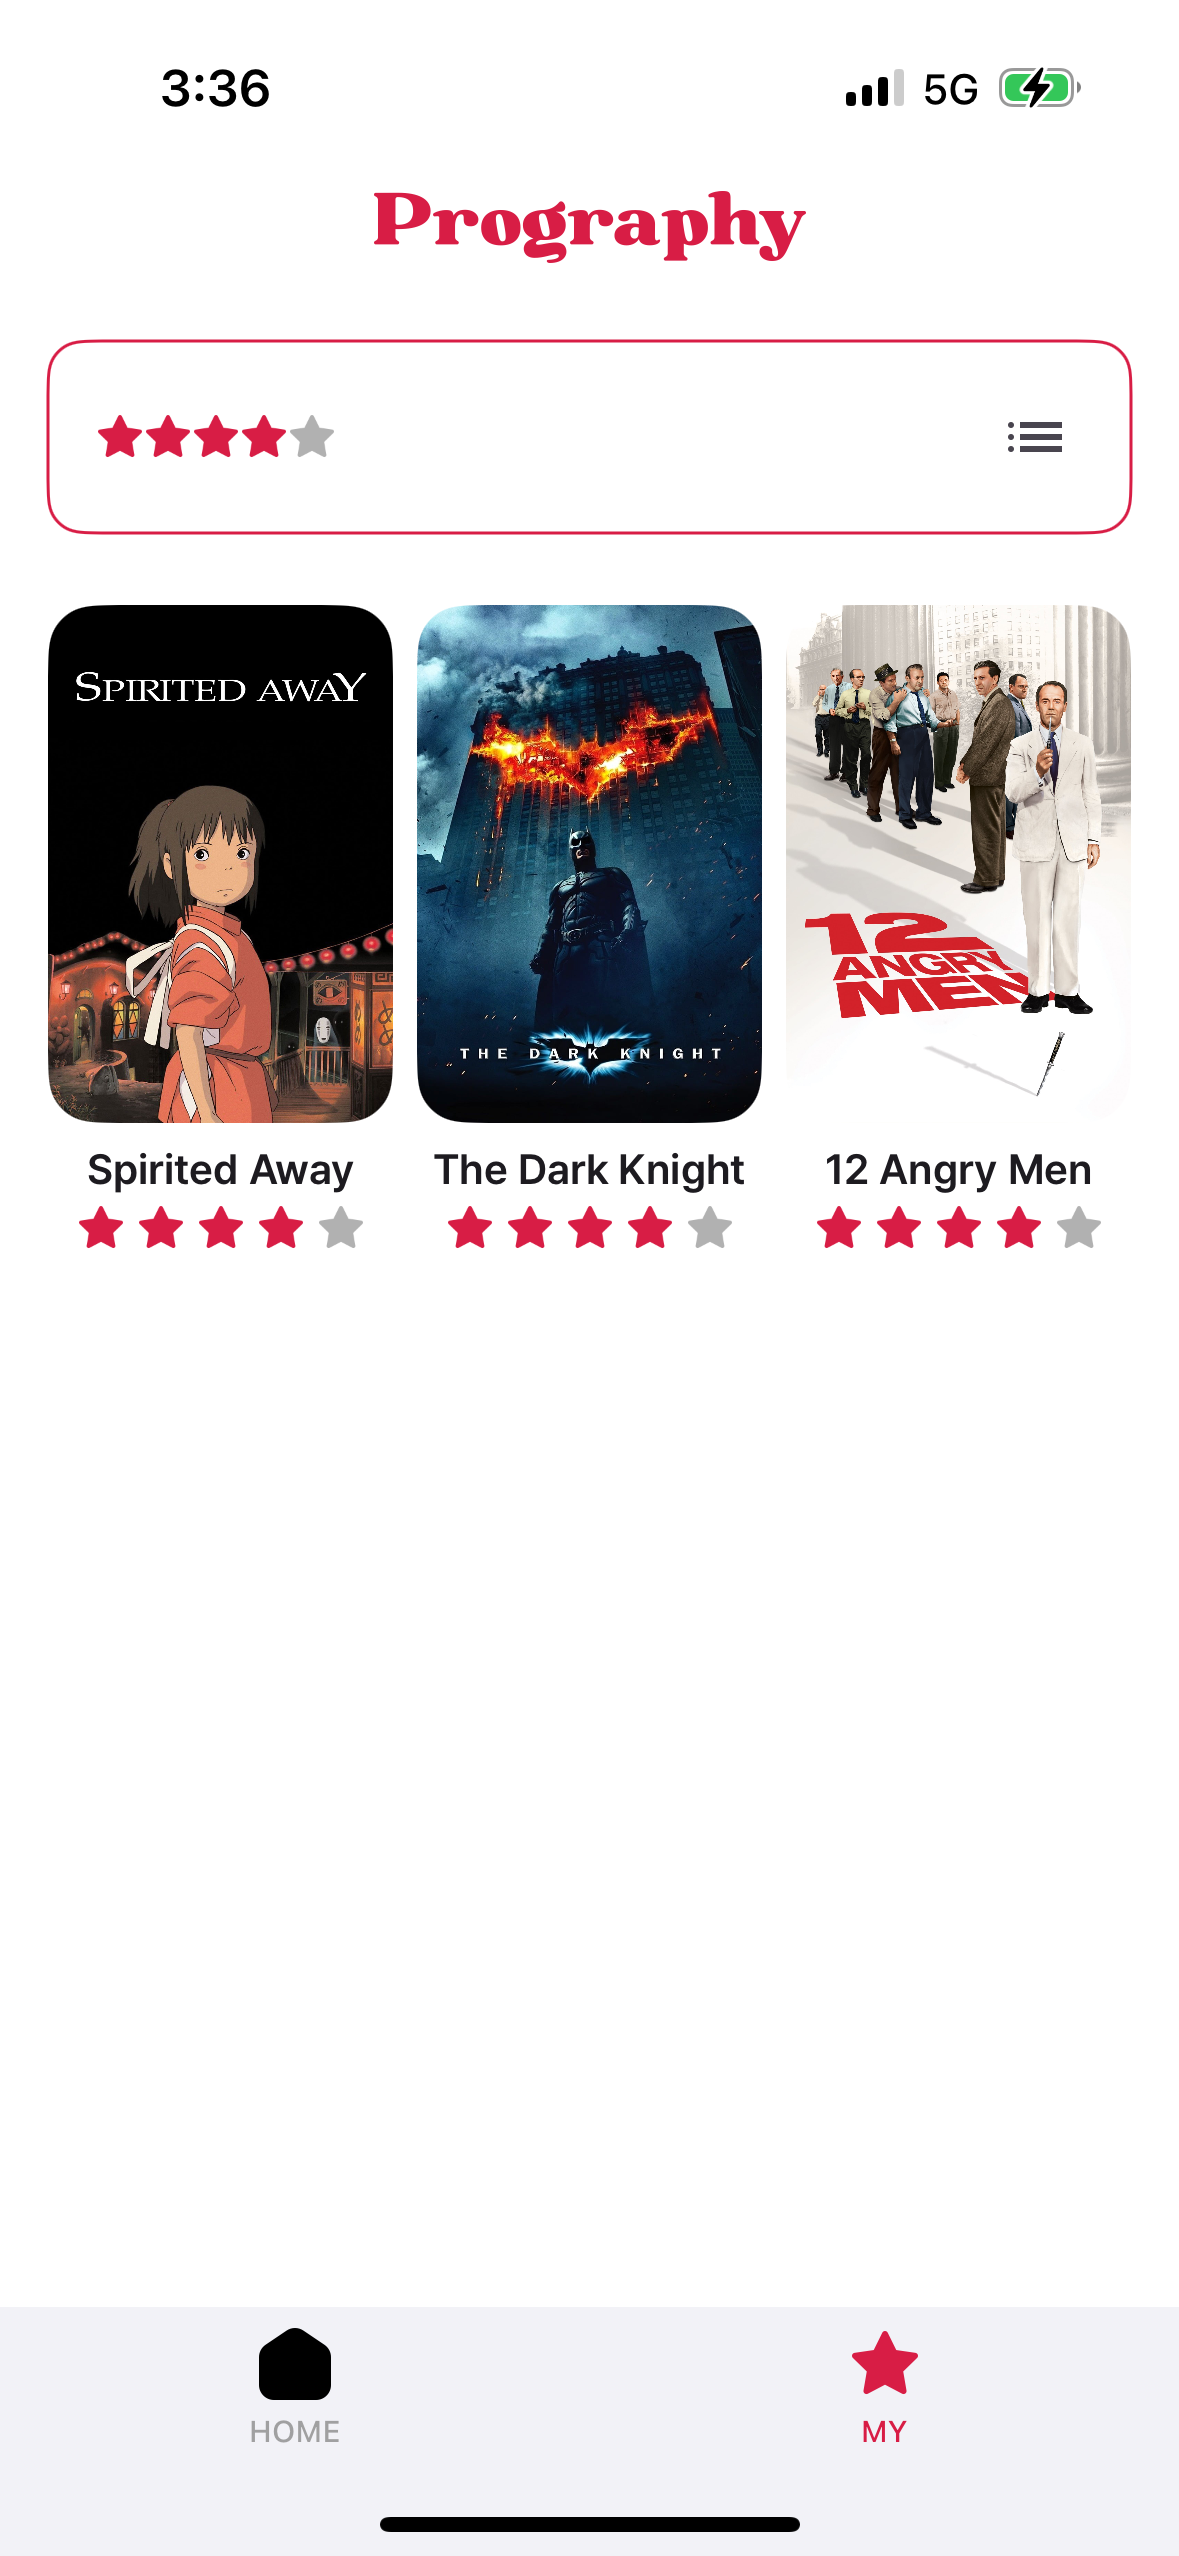 3:36
5G
Prography
SPIRITED AWAY
THE DARK KNIGHT
12
ANGRY
MEN
Spirited Away
The Dark Knight
12 Angry Men
HOME
MY